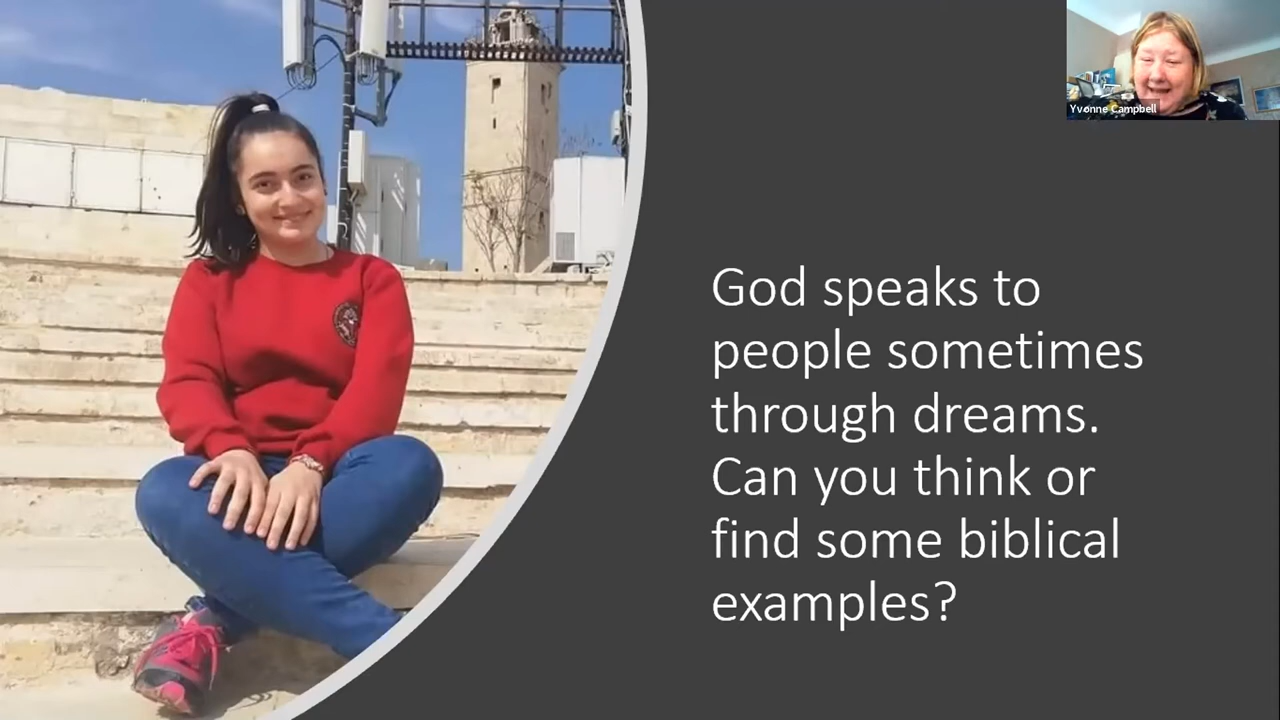 Yvonne Campbell
God speaks to
people sometimes
through dreams.
Can you think or
find some biblical
examples?